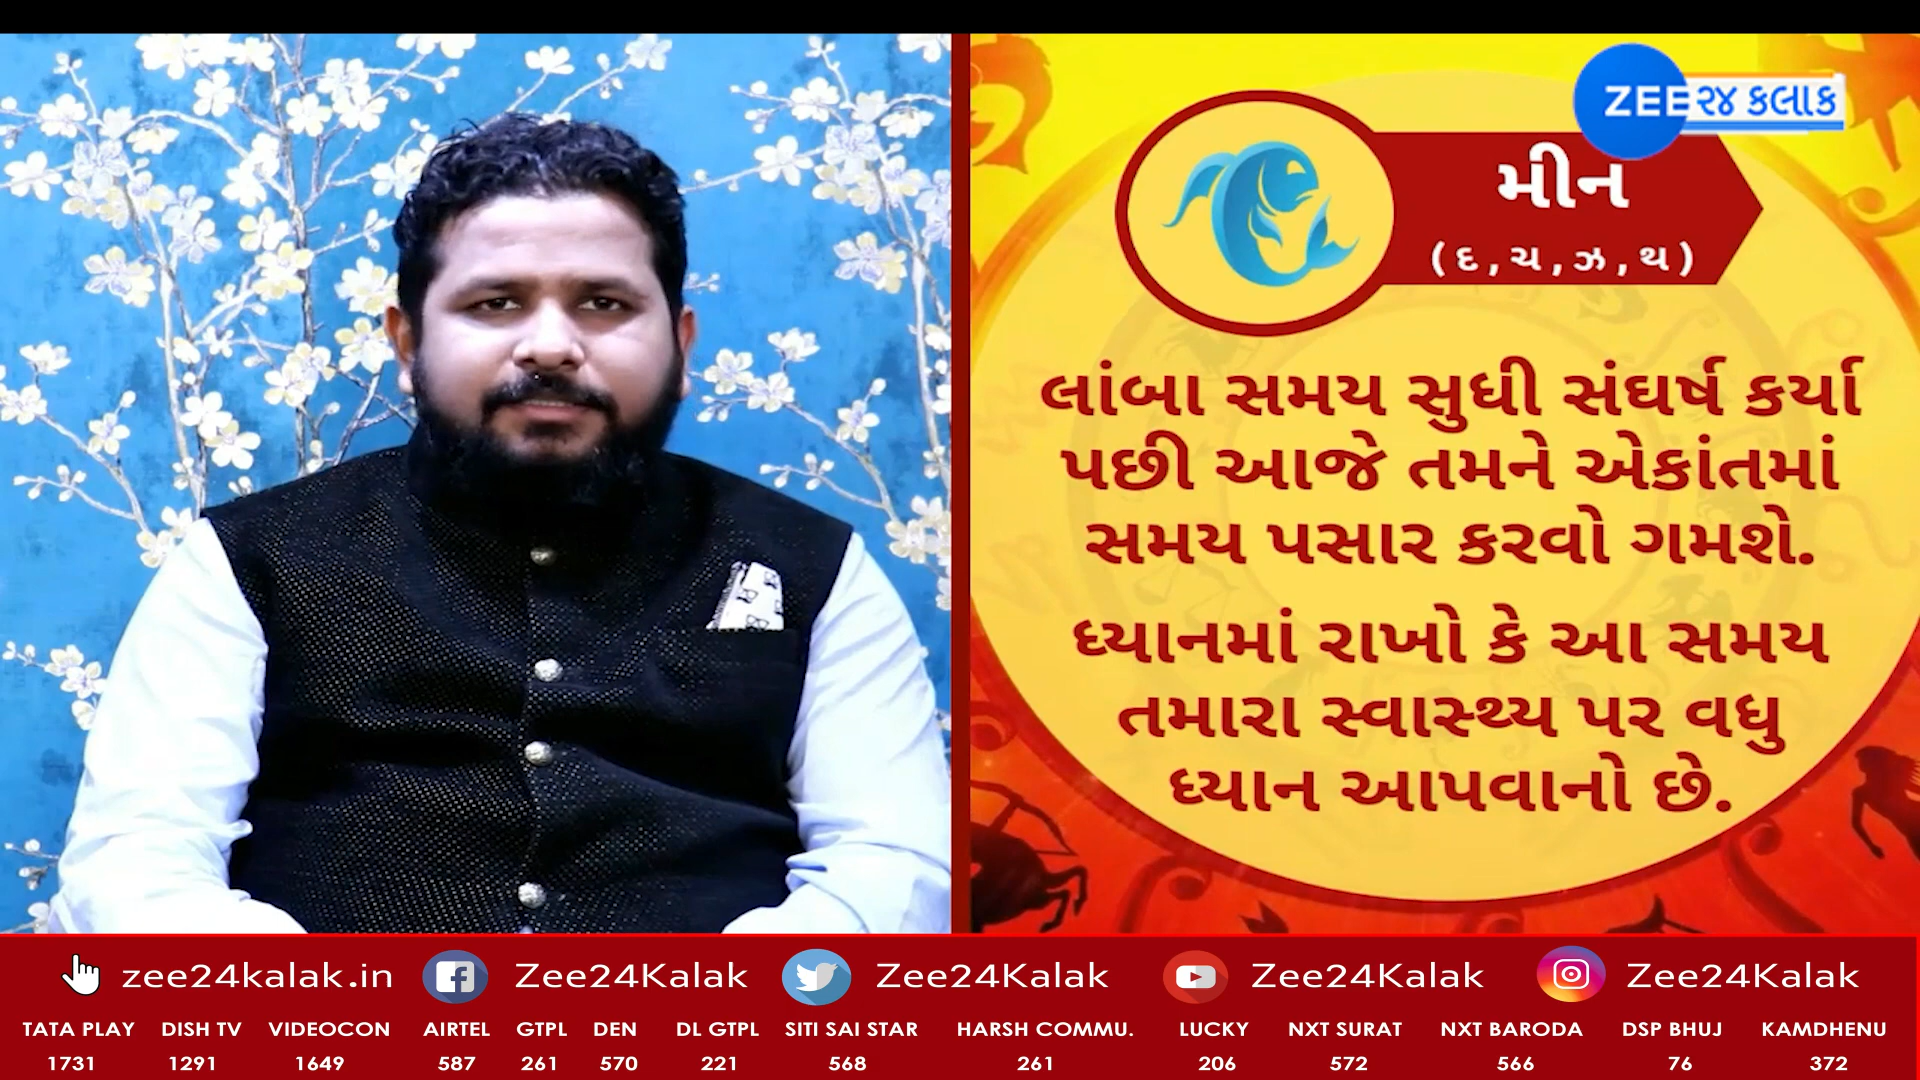 ZEE ૨૪ કલાક
મીન
( દ , ચ , ઝ , થ )
લાંબા સમય સુધી સંઘર્ષ કર્યા
પછી આજે તમને એકાંતમાં
સમય પસાર કરવો ગમશે.
ધ્યાનમાં રાખો કે આ સમય
તમારા સ્વાસ્થ્ય પર વધુ
ધ્યાન આપવાનો છે.
zee24kalak.in Zee24Kalak Zee24Kalak Zee24Kalak Zee24Kalak
TATA PLAY DISH TV VIDEOCON AIRTEL GTPL DEN DL GTPL SITI SAI STAR HARSH COMMU. LUCKY NXT SURAT NXT BARODA DSP BHUJ KAMDHENU
1731 1291 1649 587 261 570 221 568 261 206 572 566 76 372